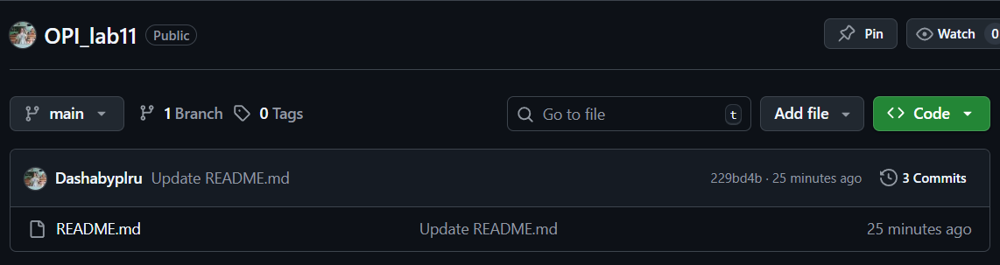 OPI_lab11 Public Pin Watch 0
main 1 Branch 0 Tags Go to file t Add file Code
Dashabyplru Update README.md 229bd4b · 25 minutes ago 3 Commits
README.md Update README.md 25 minutes ago